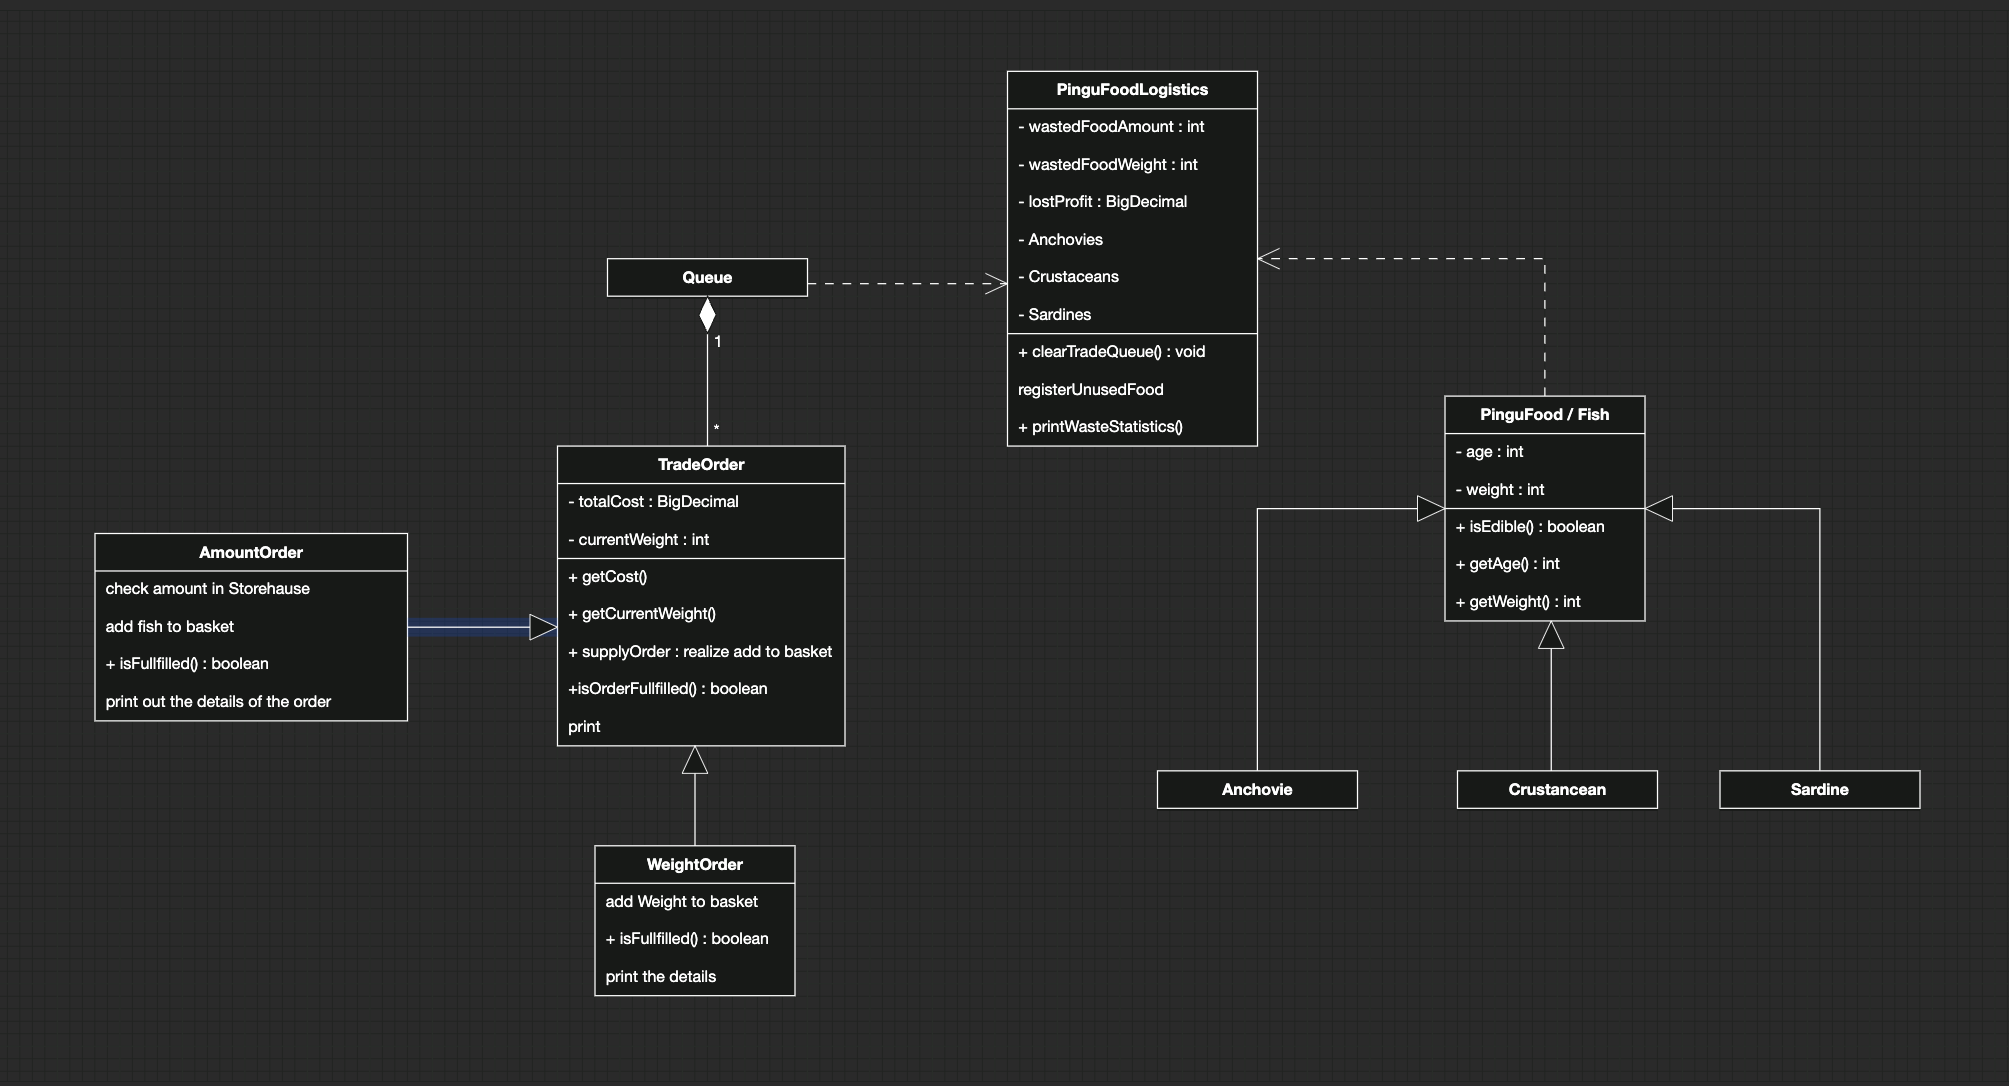 PinguFoodLogistics
- wastedFoodAmount : int
- wastedFoodWeight : int
- lostProfit : BigDecimal
- Anchovies
- Crustaceans
- Sardines
+ clearTradeQueue() : void
registerUnusedFood
+ printWasteStatistics()
Queue
1
*
TradeOrder
- totalCost : BigDecimal
- currentWeight : int
+ getCost()
+ getCurrentWeight()
+ supplyOrder : realize add to basket
+isOrderFullfilled() : boolean
print
AmountOrder
check amount in Storehause
add fish to basket
+ isFullfilled() : boolean
print out the details of the order
WeightOrder
add Weight to basket
+ isFullfilled() : boolean
print the details
PinguFood / Fish
- age : int
- weight : int
+ isEdible() : boolean
+ getAge() : int
+ getWeight() : int
Anchovie
Crustancean
Sardine